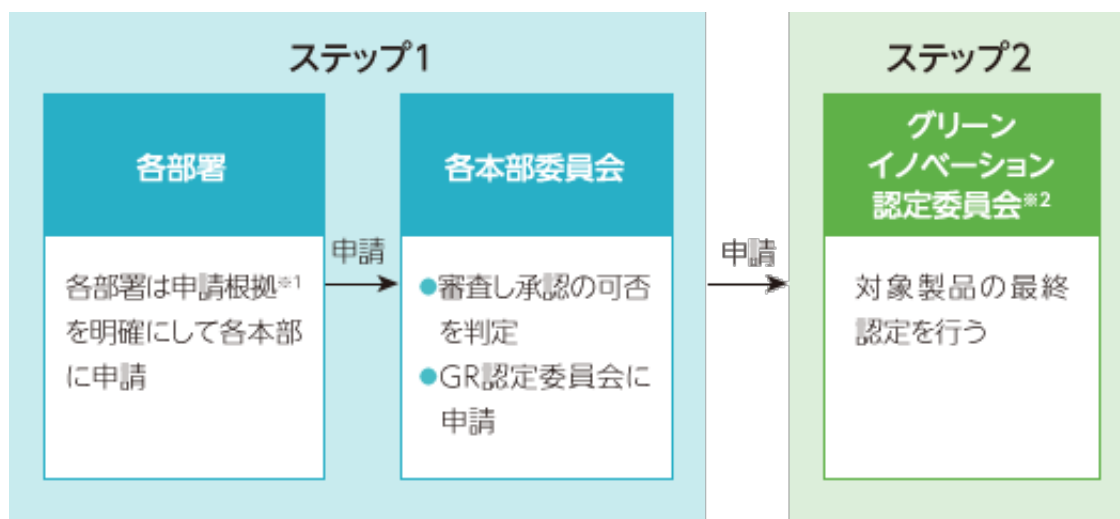 ステップ1
各部署
各部署は申請根拠※1
を明確にして各本部
に申請
申請
各本部委員会
●審査し承認の可否
を判定
●GR認定委員会に
申請
申請
ステップ2
グリーン
イノベーション
認定委員会※2
対象製品の最終
認定を行う